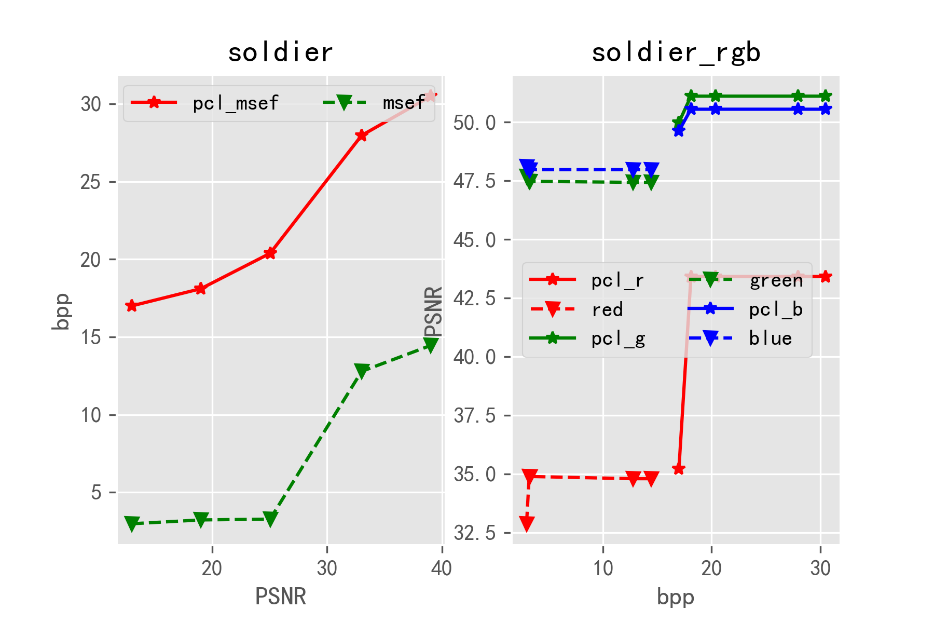 soldier
pcl_msef
msef
30
25
20
15
10
5
bpp
20
30
40
PSNR
soldier_rgb
50.0
47.5
45.0
42.5
40.0
37.5
35.0
32.5
PSNR
pcl_r
red
pcl_g
green
pcl_b
blue
10
20
30
bpp